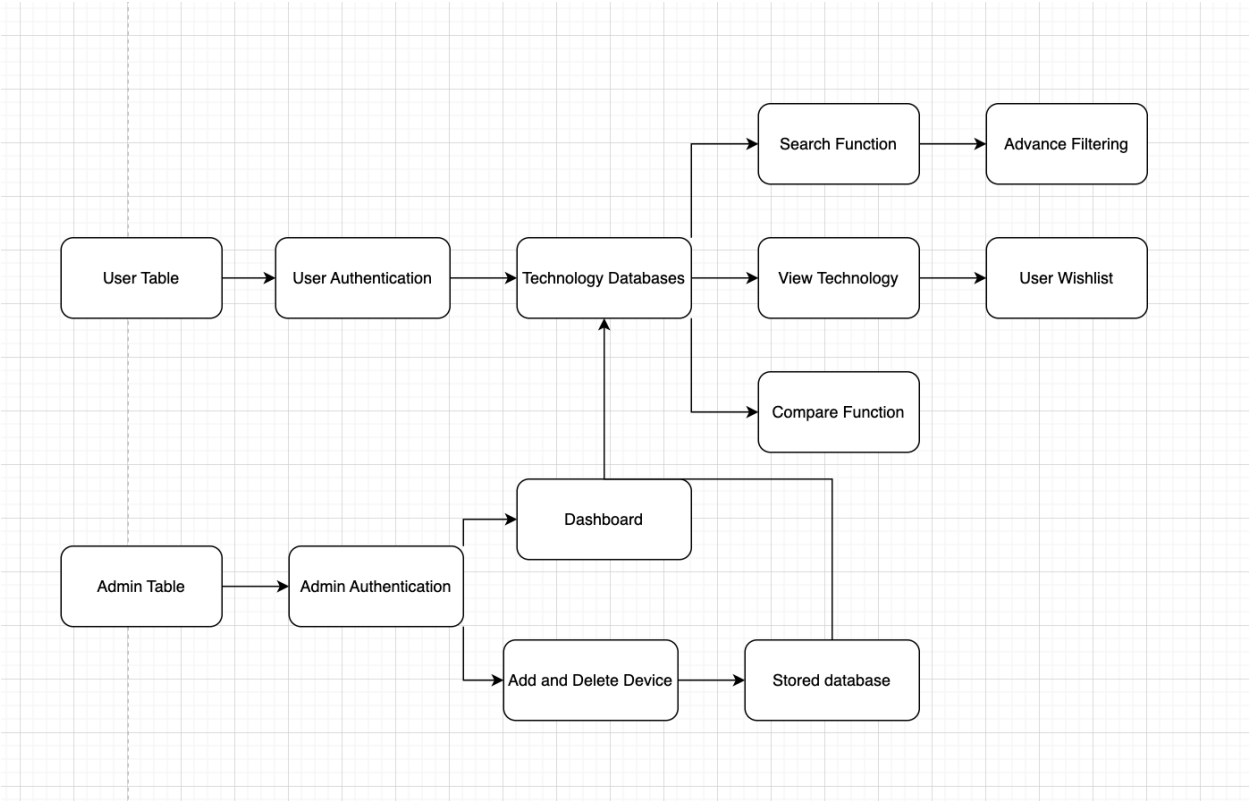 Search Function
Advance Filtering
User Table
User Authentication
Technology Databases
View Technology
User Wishlist
Compare Function
Dashboard
Admin Table
Admin Authentication
Add and Delete Device
Stored database